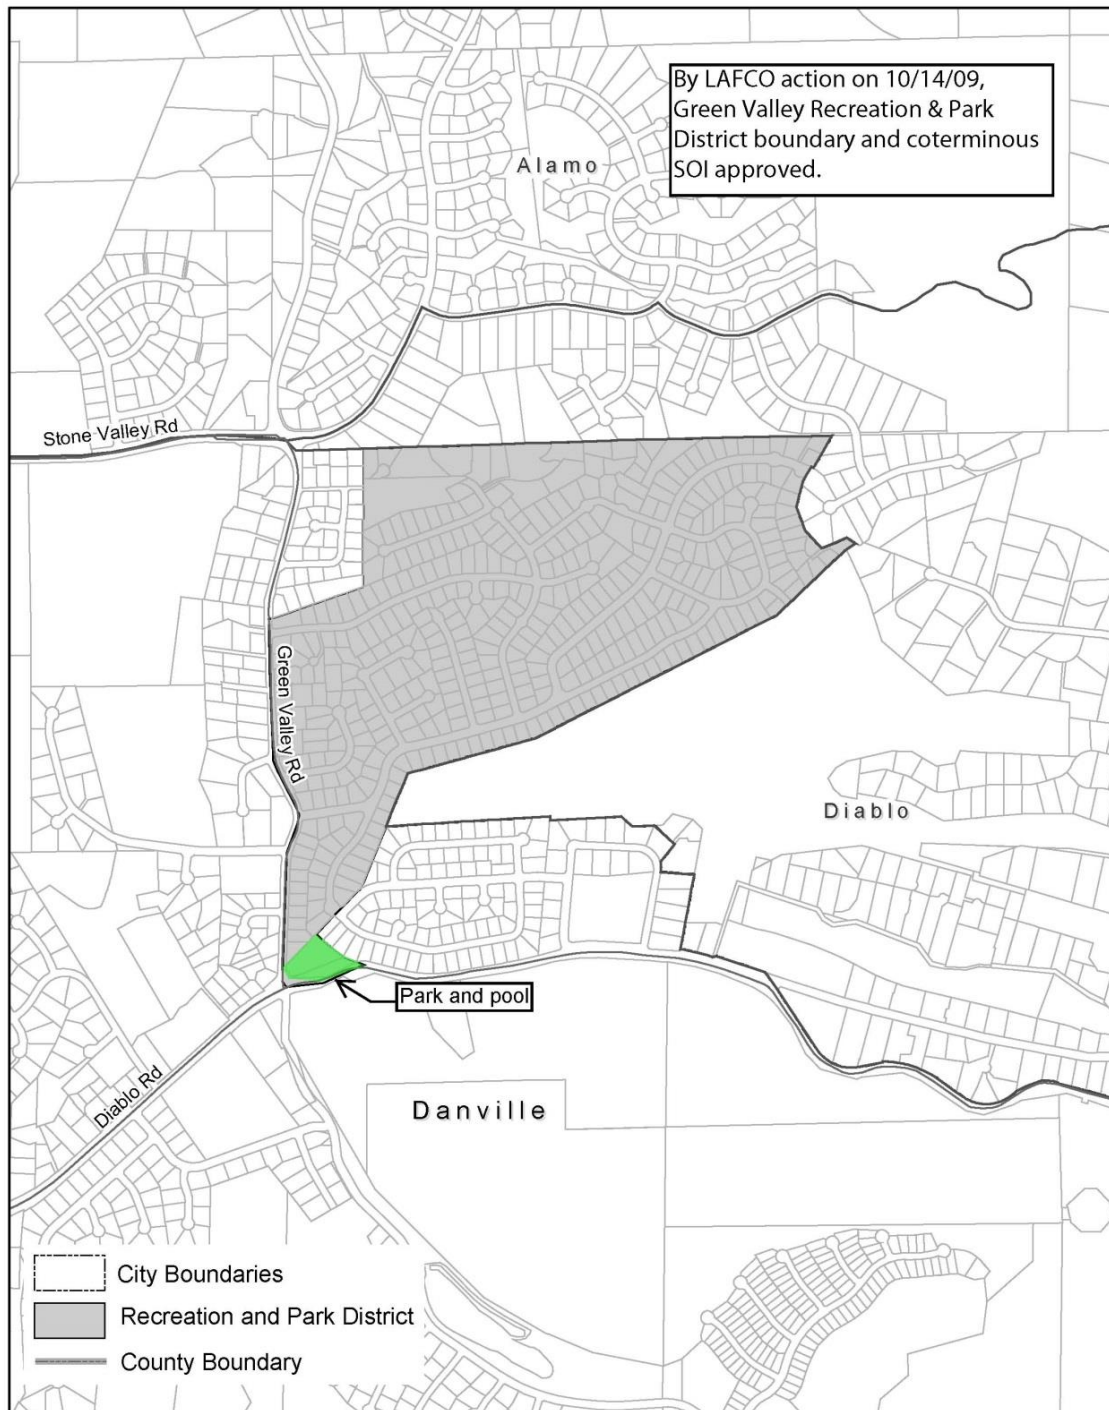 By LAFCO action on 10/14/09,
Green Valley Recreation & Park
District boundary and coterminous
SOI approved.
Alamo
Stone Valley Rd
Green Valley Rd
Diablo
Park and pool
Diablo Rd
Danville
City Boundaries
Recreation and Park District
County Boundary